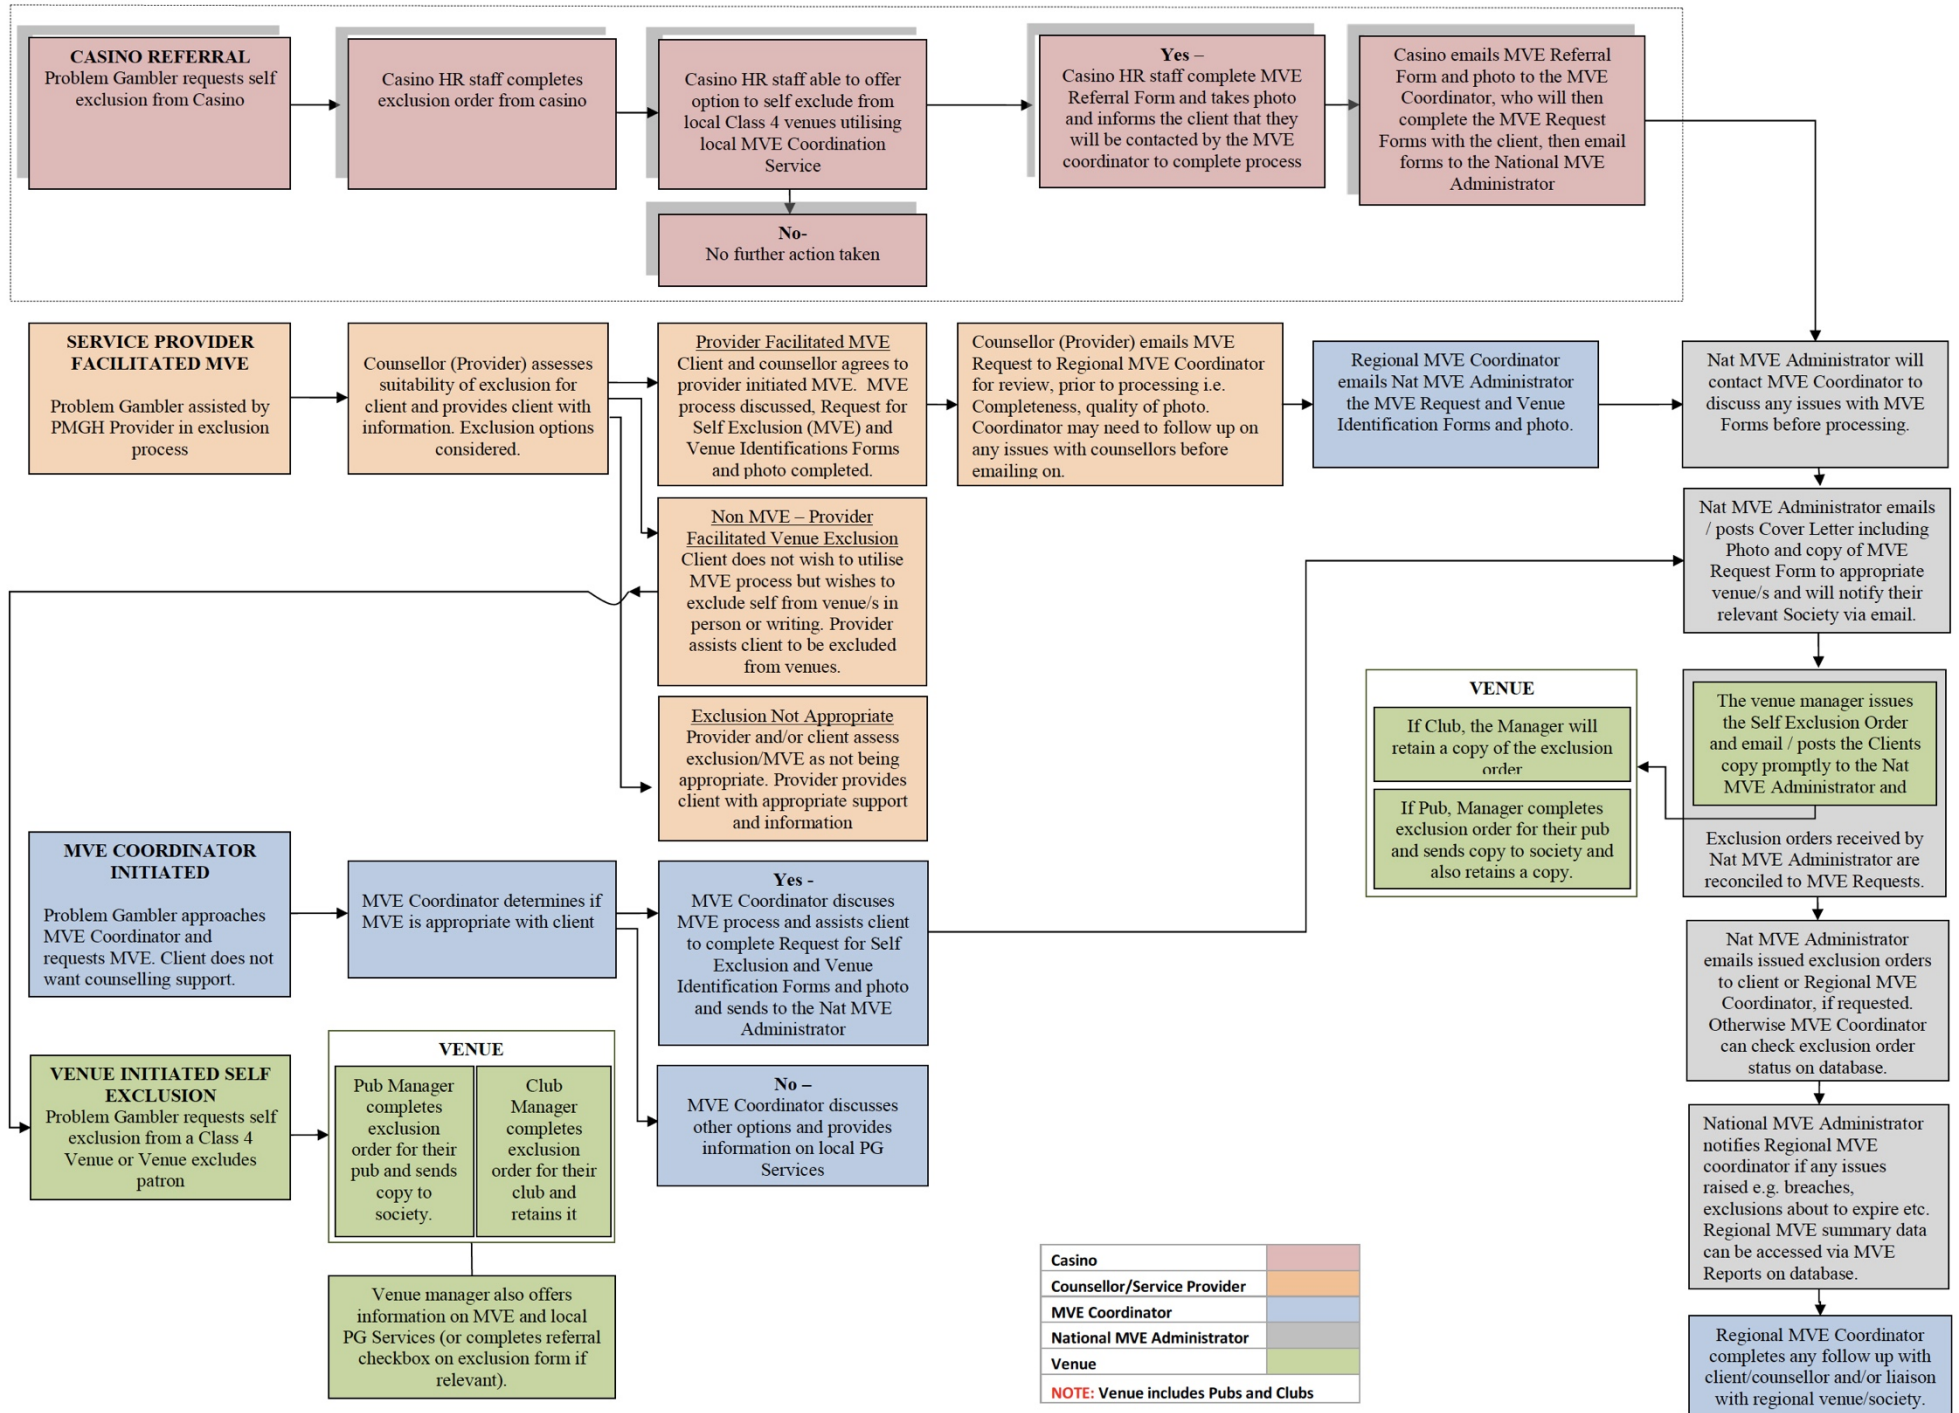 CASINO REFERRAL
Problem Gambler requests self
exclusion from Casino
Casino HR staff completes
exclusion order from casino
Casino HR staff able to offer
option to self exclude from
local Class 4 venues utilising
local MVE Coordination
Service
Yes –
Casino HR staff complete MVE
Referral Form and takes photo
and informs the client that they
will be contacted by the MVE
coordinator to complete process
Casino emails MVE Referral
Form and photo to the MVE
Coordinator, who will then
complete the MVE Request
Forms with the client, then email
forms to the National MVE
Administrator
No-
No further action taken
SERVICE PROVIDER
FACILITATED MVE
Problem Gambler assisted by
PMGH Provider in exclusion
process
Counsellor (Provider) assesses
suitability of exclusion for
client and provides client with
information. Exclusion options
considered.
Provider Facilitated MVE
Client and counsellor agrees to
provider initiated MVE. MVE
process discussed, Request for
Self Exclusion (MVE) and
Venue Identifications Forms
and photo completed.
Counsellor (Provider) emails MVE
Request to Regional MVE Coordinator
for review, prior to processing i.e.
Completeness, quality of photo.
Coordinator may need to follow up on
any issues with counsellors before
emailing on.
Regional MVE Coordinator
emails Nat MVE Administrator
the MVE Request and Venue
Identification Forms and photo.
Nat MVE Administrator will
contact MVE Coordinator to
discuss any issues with MVE
Forms before processing.
Non MVE – Provider
Facilitated Venue Exclusion
Client does not wish to utilise
MVE process but wishes to
exclude self from venue/s in
person or writing. Provider
assists client to be excluded
from venues.
Nat MVE Administrator emails
/ posts Cover Letter including
Photo and copy of MVE
Request Form to appropriate
venue/s and will notify their
relevant Society via email.
Exclusion Not Appropriate
Provider and/or client assess
exclusion/MVE as not being
appropriate. Provider provides
client with appropriate support
and information
VENUE
If Club, the Manager will
retain a copy of the exclusion
order
If Pub, Manager completes
exclusion order for their pub
and sends copy to society and
also retains a copy.
The venue manager issues
the Self Exclusion Order
and email / posts the Clients
copy promptly to the Nat
MVE Administrator and
Exclusion orders received by
Nat MVE Administrator are
reconciled to MVE Requests.
MVE COORDINATOR
INITIATED
Problem Gambler approaches
MVE Coordinator and
requests MVE. Client does not
want counselling support.
MVE Coordinator determines if
MVE is appropriate with client
Yes -
MVE Coordinator discuses
MVE process and assists client
to complete Request for Self
Exclusion and Venue
Identification Forms and photo
and sends to the Nat MVE
Administrator
Nat MVE Administrator
emails issued exclusion orders
to client or Regional MVE
Coordinator, if requested.
Otherwise MVE Coordinator
can check exclusion order
status on database.
No –
MVE Coordinator discusses
other options and provides
information on local PG
Services
VENUE INITIATED SELF
EXCLUSION
Problem Gambler requests self
exclusion from a Class 4
Venue or Venue excludes
patron
VENUE
Pub Manager
completes
exclusion
order for their
pub and sends
copy to
society.
Club
Manager
completes
exclusion
order for their
club and
retains it
Venue manager also offers
information on MVE and local
PG Services (or completes referral
checkbox on exclusion form if
relevant).
National MVE Administrator
notifies Regional MVE
coordinator if any issues
raised e.g. breaches,
exclusions about to expire etc.
Regional MVE summary data
can be accessed via MVE
Reports on database.
Regional MVE Coordinator
completes any follow up with
client/counsellor and/or liaison
with regional venue/society.
Casino
Counsellor/Service Provider
MVE Coordinator
National MVE Administrator
Venue
NOTE: Venue includes Pubs and Clubs